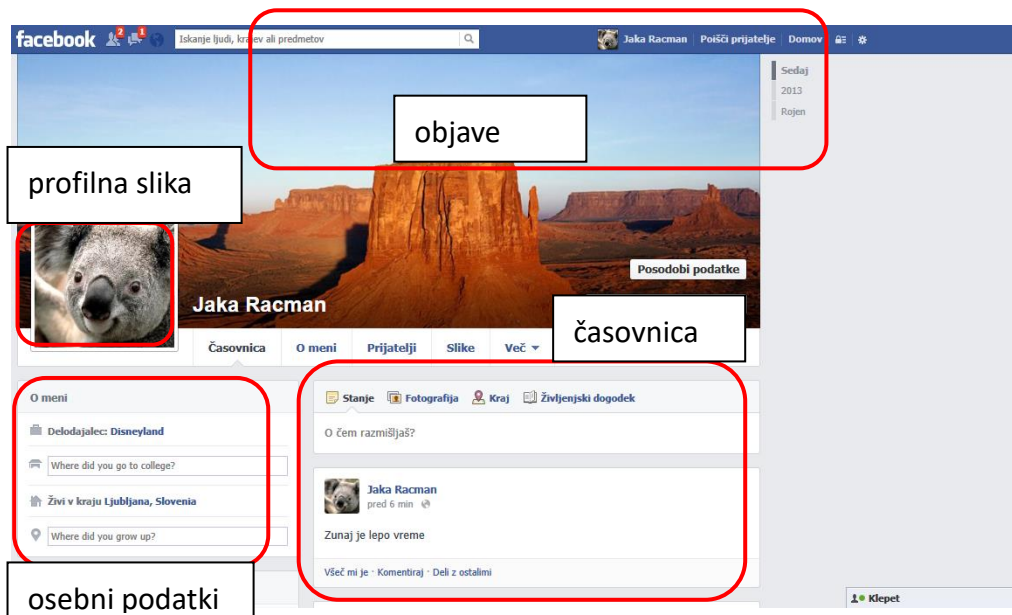 facebook 2 1 Iskanje ljudi, krajev ali predmetov Jaka Racman Poišči prijatelje Domov
Sedaj
2013
Rojen
objave
profilna slika
Posodobi podatke
Jaka Racman
časovnica
Časovnica O meni Prijatelji Slike Več
O meni
Delodajalec: Disneyland
Where did you go to college?
Živi v kraju Ljubljana, Slovenia
Where did you grow up?
osebni podatki
Stanje Fotografija Kraj Življenjski dogodek
O čem razmišljaš?
Jaka Racman
pred 6 min
Zunaj je lepo vreme
Všeč mi je · Komentiraj · Deli z ostalimi
Klepet